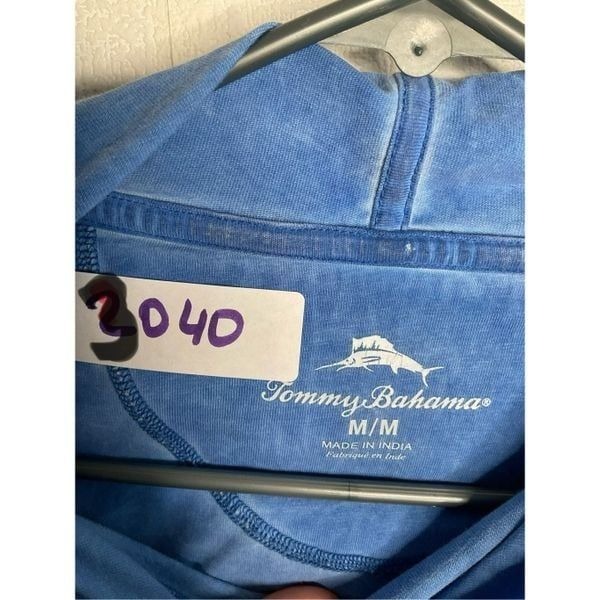 3040
Tommy Bahama®
M/M
MADE IN INDIA
Fabriqué en Inde